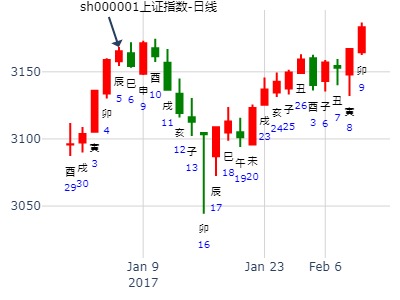 sh000001上证指数-日线
3150
3100
3050
酉
29
戌
30
寅
3
卯
4
辰
5
巳
6
申
9
酉
10
戌
11
亥
12
子
13
卯
16
辰
17
巳
18
午
19
未
20
戌
23
亥
24
子
25
丑
26
酉
3
子
6
丑
7
寅
8
卯
9
Jan 9
2017
Jan 23
Feb 6